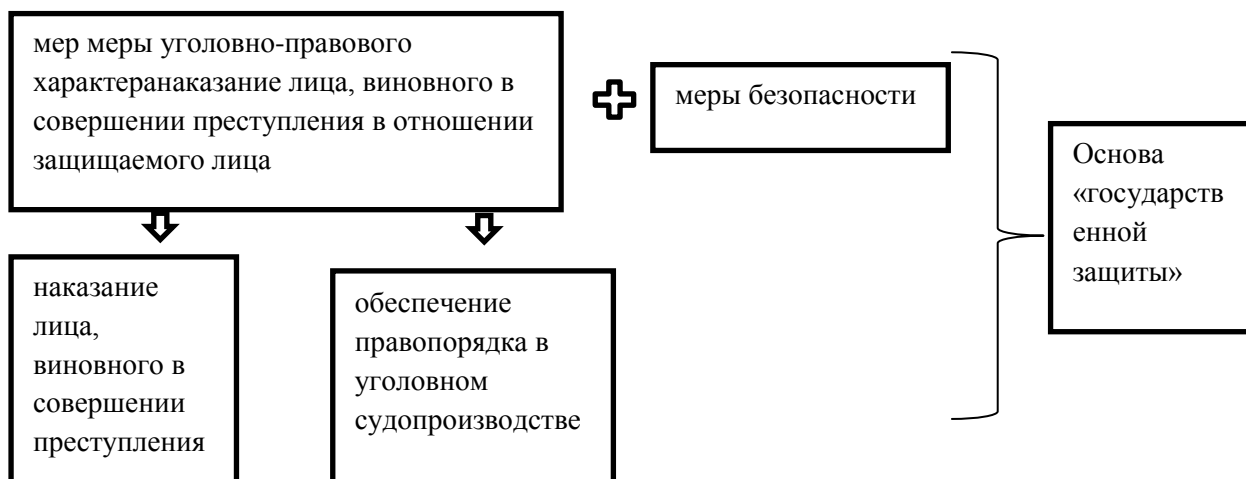 мер меры уголовно-правового
характеранаказание лица, виновного в
совершении преступления в отношении
защищаемого лица
меры безопасности
Основа
«государств
енной
защиты»
наказание
лица,
виновного в
совершении
преступления
обеспечение
правопорядка в
уголовном
судопроизводстве